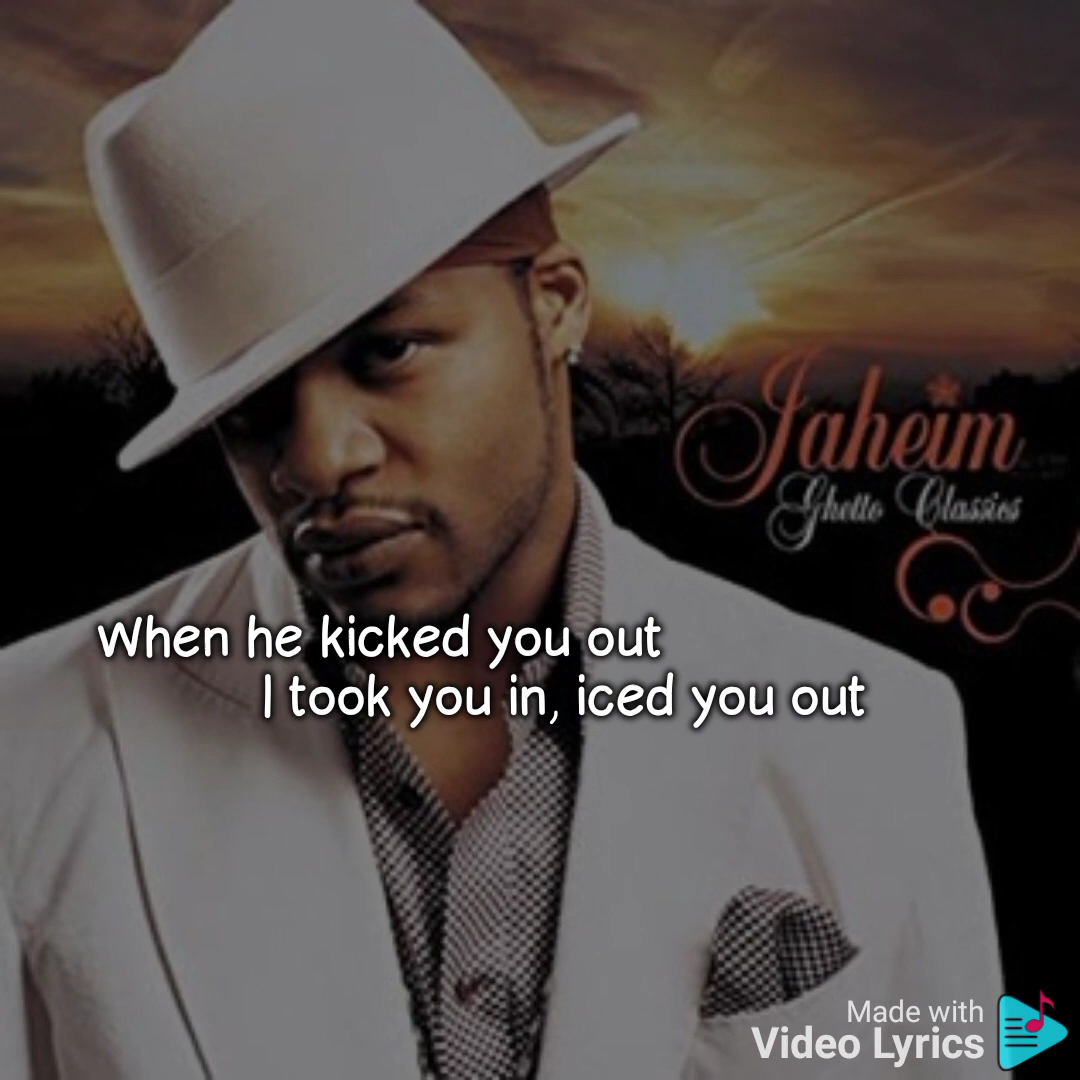 Jaheim
Ghetto Classics
When he kicked you out
I took you in, iced you out
Made with
Video Lyrics